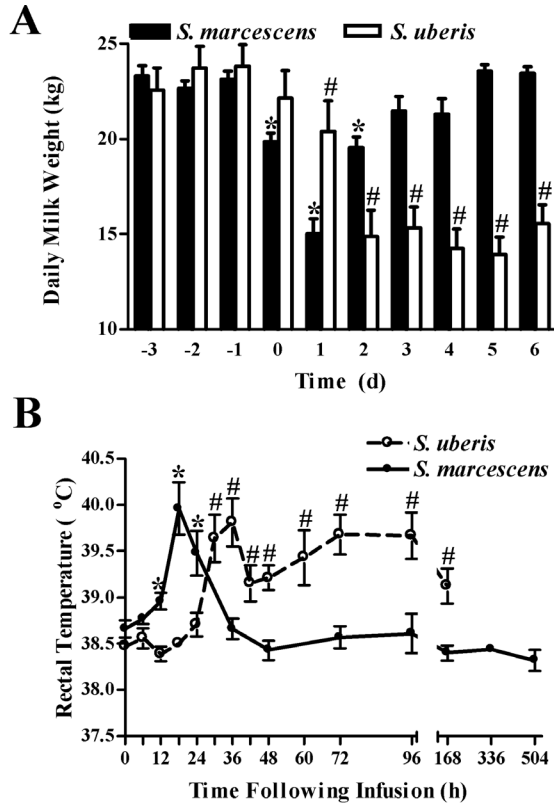 A
S. marcescens S. uberis
Daily Milk Weight (kg)
25
20
15
10
* # * * # # # # #
-3 -2 -1 0 1 2 3 4 5 6
Time (d)
B
S. uberis
S. marcescens
Rectal Temperature ( °C)
40.5
40.0
39.5
39.0
38.5
38.0
37.5
* * * # # # # # # # #
0 12 24 36 48 60 72 96 168 336 504
Time Following Infusion (h)